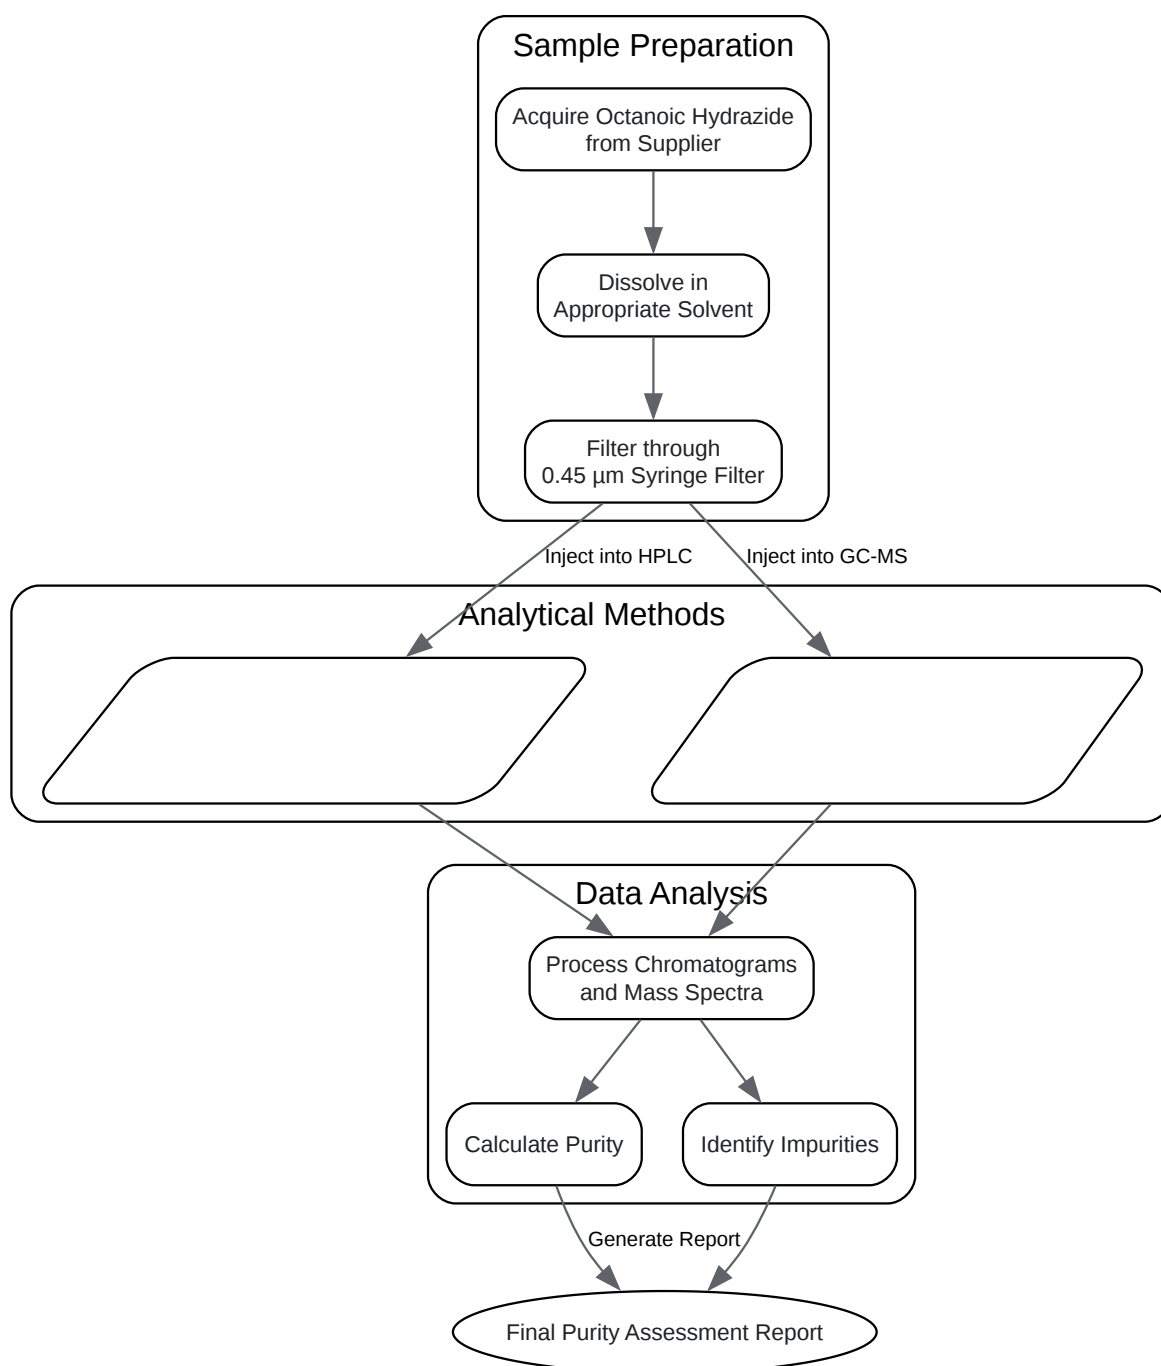 Sample Preparation
Acquire Octanoic Hydrazide
from Supplier
Dissolve in
Appropriate Solvent
Filter through
0.45 µm Syringe Filter
Inject into HPLC
Inject into GC-MS
Analytical Methods
Data Analysis
Process Chromatograms
and Mass Spectra
Calculate Purity
Identify Impurities
Generate Report
Final Purity Assessment Report